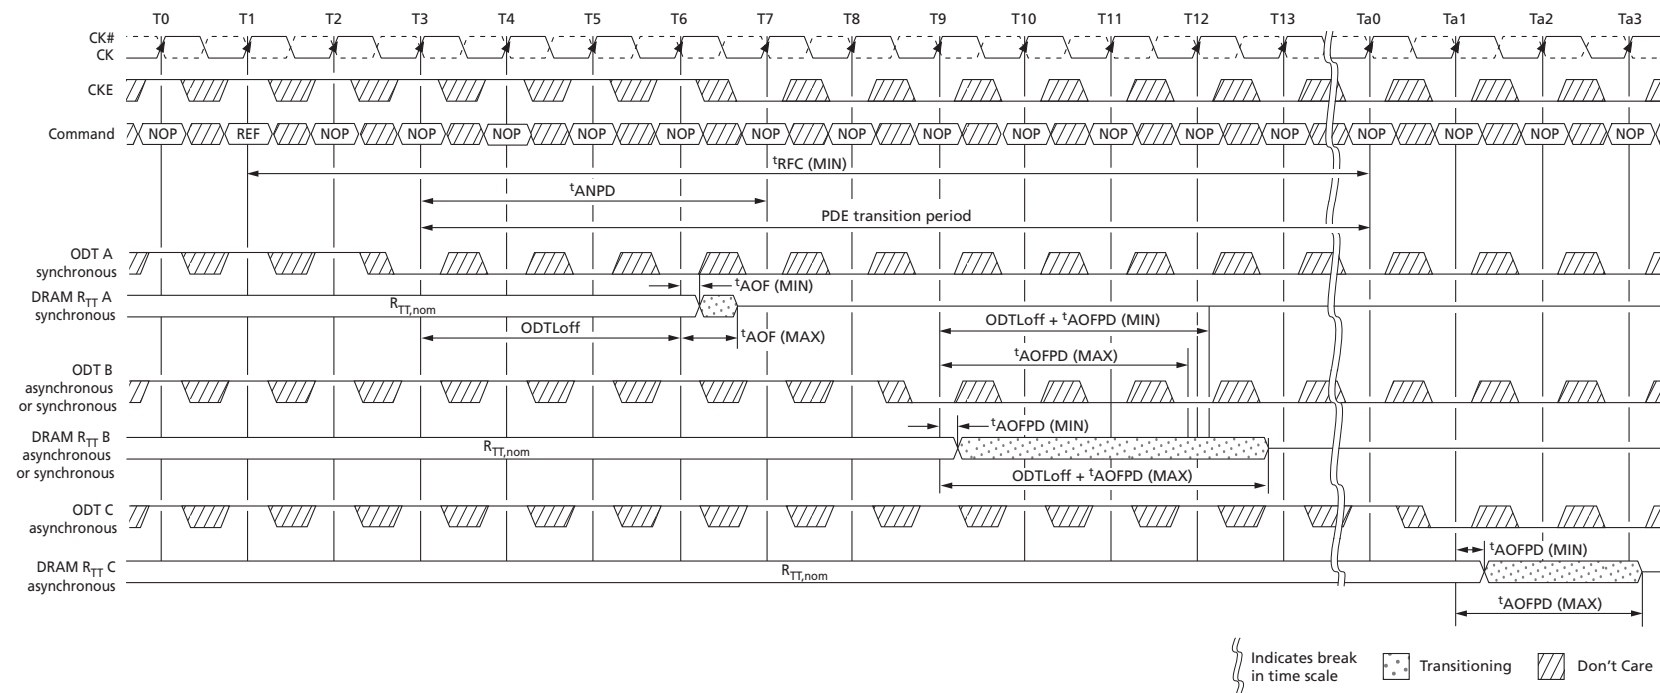 T0 T1 T2 T3 T4 T5 T6 T7 T8 T9 T10 T11 T12 T13 Ta0 Ta1 Ta2 Ta3
CK#
CK
CKE
Command NOP REF NOP NOP NOP NOP NOP NOP NOP NOP NOP NOP NOP NOP NOP NOP NOP NOP
tRFC (MIN)
tANPD
PDE transition period
ODT A
synchronous
tAOF (MIN)
DRAM RTT A
synchronous
RTT,nom
ODTLoff
tAOF (MAX)
ODTLoff + tAOFPD (MIN)
tAOFPD (MAX)
ODT B
asynchronous
or synchronous
tAOFPD (MIN)
DRAM RTT B
asynchronous
or synchronous
RTT,nom
ODTLoff + tAOFPD (MAX)
ODT C
asynchronous
tAOFPD (MIN)
DRAM RTT C
asynchronous
RTT,nom
tAOFPD (MAX)
Indicates break
in time scale
Transitioning
Don't Care